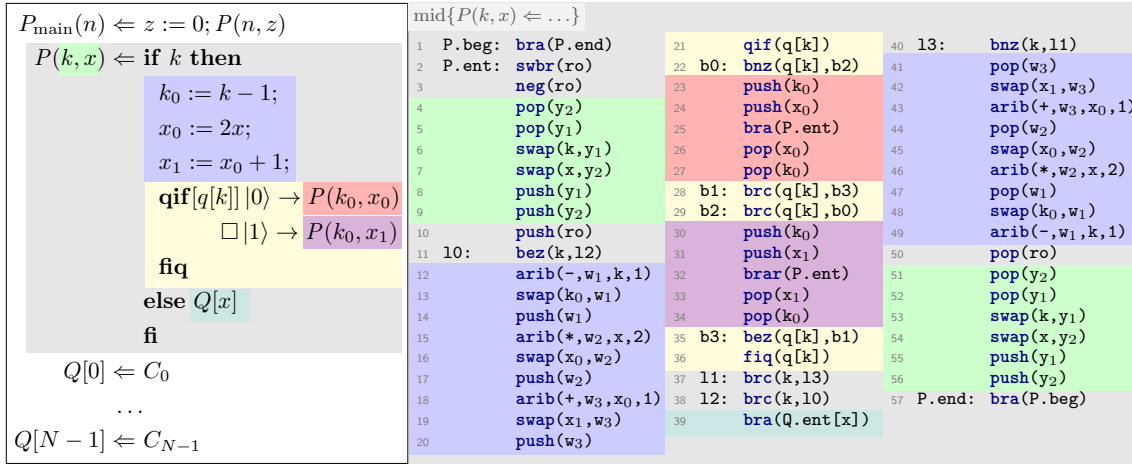 P_main(n) ⇐ z := 0; P(n, z)
P(k, x) ⇐ if k then
k₀ := k − 1;
x₀ := 2x;
x₁ := x₀ + 1;
qif[q[k]] |0⟩ → P(k₀, x₀)
□ |1⟩ → P(k₀, x₁)
fiq
else Q[x]
fi
Q[0] ⇐ C₀
...
Q[N − 1] ⇐ C_{N−1}
mid{P(k, x) ⇐ ...}
1 P.beg: bra(P.end)
2 P.ent: swbr(ro)
3 neg(ro)
4 pop(y₂)
5 pop(y₁)
6 swap(k,y₁)
7 swap(x,y₂)
8 push(y₁)
9 push(y₂)
10 push(ro)
11 l0: bez(k,l2)
12 arib(-,w₁,k,1)
13 swap(k₀,w₁)
14 push(w₁)
15 arib(*,w₂,x,2)
16 swap(x₀,w₂)
17 push(w₂)
18 arib(+,w₃,x₀,1)
19 swap(x₁,w₃)
20 push(w₃)
21 qif(q[k])
22 b0: bnz(q[k],b2)
23 push(k₀)
24 push(x₀)
25 bra(P.ent)
26 pop(x₀)
27 pop(k₀)
28 b1: brc(q[k],b3)
29 b2: brc(q[k],b0)
30 push(k₀)
31 push(x₁)
32 brar(P.ent)
33 pop(x₁)
34 pop(k₀)
35 b3: bez(q[k],b1)
36 fiq(q[k])
37 l1: brc(k,l3)
38 l2: brc(k,l0)
39 bra(Q.ent[x])
40 l3: bnz(k,l1)
41 pop(w₃)
42 swap(x₁,w₃)
43 arib(+,w₃,x₀,1)
44 pop(w₂)
45 swap(x₀,w₂)
46 arib(*,w₂,x,2)
47 pop(w₁)
48 swap(k₀,w₁)
49 arib(-,w₁,k,1)
50 pop(ro)
51 pop(y₂)
52 pop(y₁)
53 swap(k,y₁)
54 swap(x,y₂)
55 push(y₁)
56 push(y₂)
57 P.end: bra(P.beg)